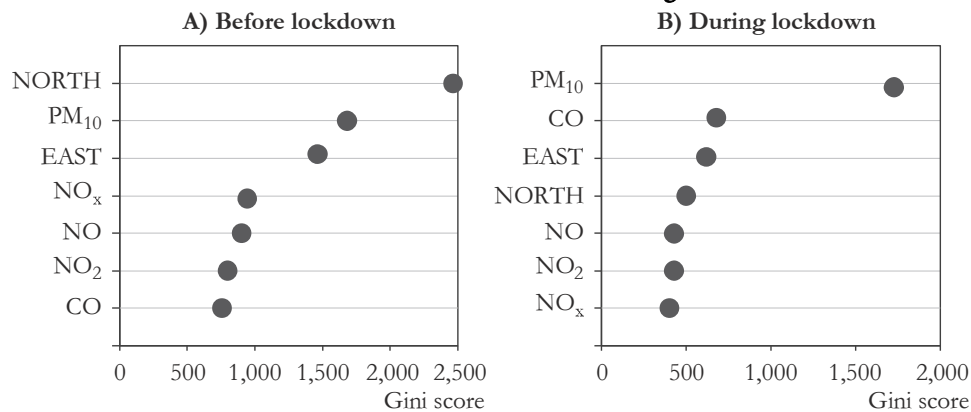 A) Before lockdown
NORTH
PM10
EAST
NOx
NO
NO2
CO
0 500 1,000 1,500 2,000 2,500
Gini score
B) During lockdown
PM10
CO
EAST
NORTH
NO
NO2
NOx
0 500 1,000 1,500 2,000
Gini score